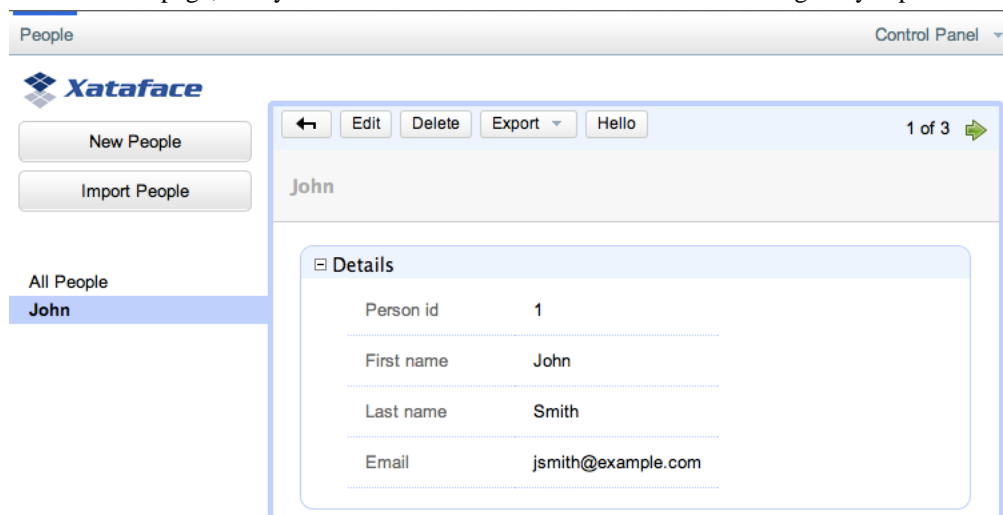 People Control Panel
Xataface
New People
Import People
All People
John
Edit Delete Export Hello 1 of 3
John
Details
Person id 1
First name John
Last name Smith
Email jsmith@example.com